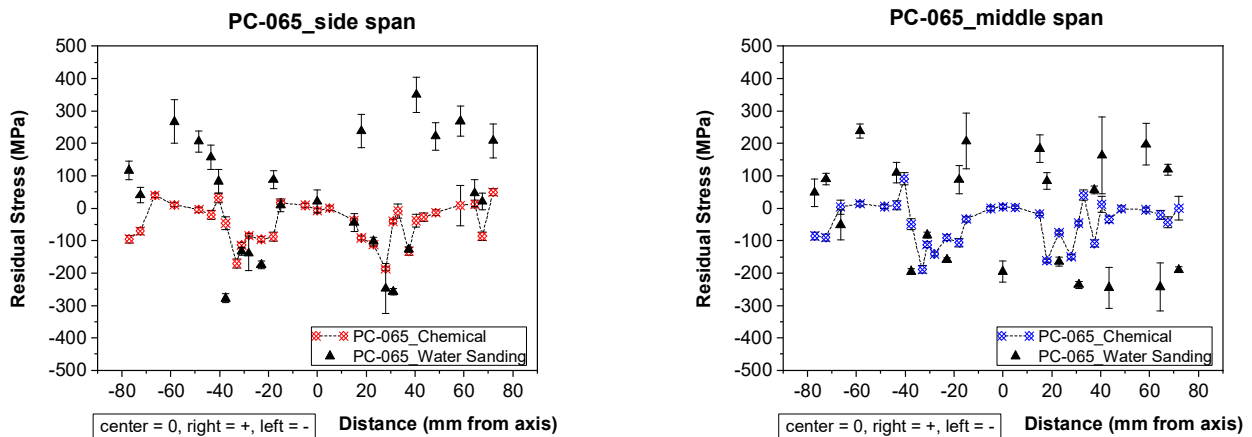 PC-065_side span
500
400
300
200
100
0
-100
-200
-300
-400
-500
Residual Stress (MPa)
PC-065_Chemical
PC-065_Water Sanding
-80 -60 -40 -20 0 20 40 60 80
center = 0, right = +, left = -
Distance (mm from axis)
PC-065_middle span
500
400
300
200
100
0
-100
-200
-300
-400
-500
Residual Stress (MPa)
PC-065_Chemical
PC-065_Water Sanding
-80 -60 -40 -20 0 20 40 60 80
center = 0, right = +, left = -
Distance (mm from axis)